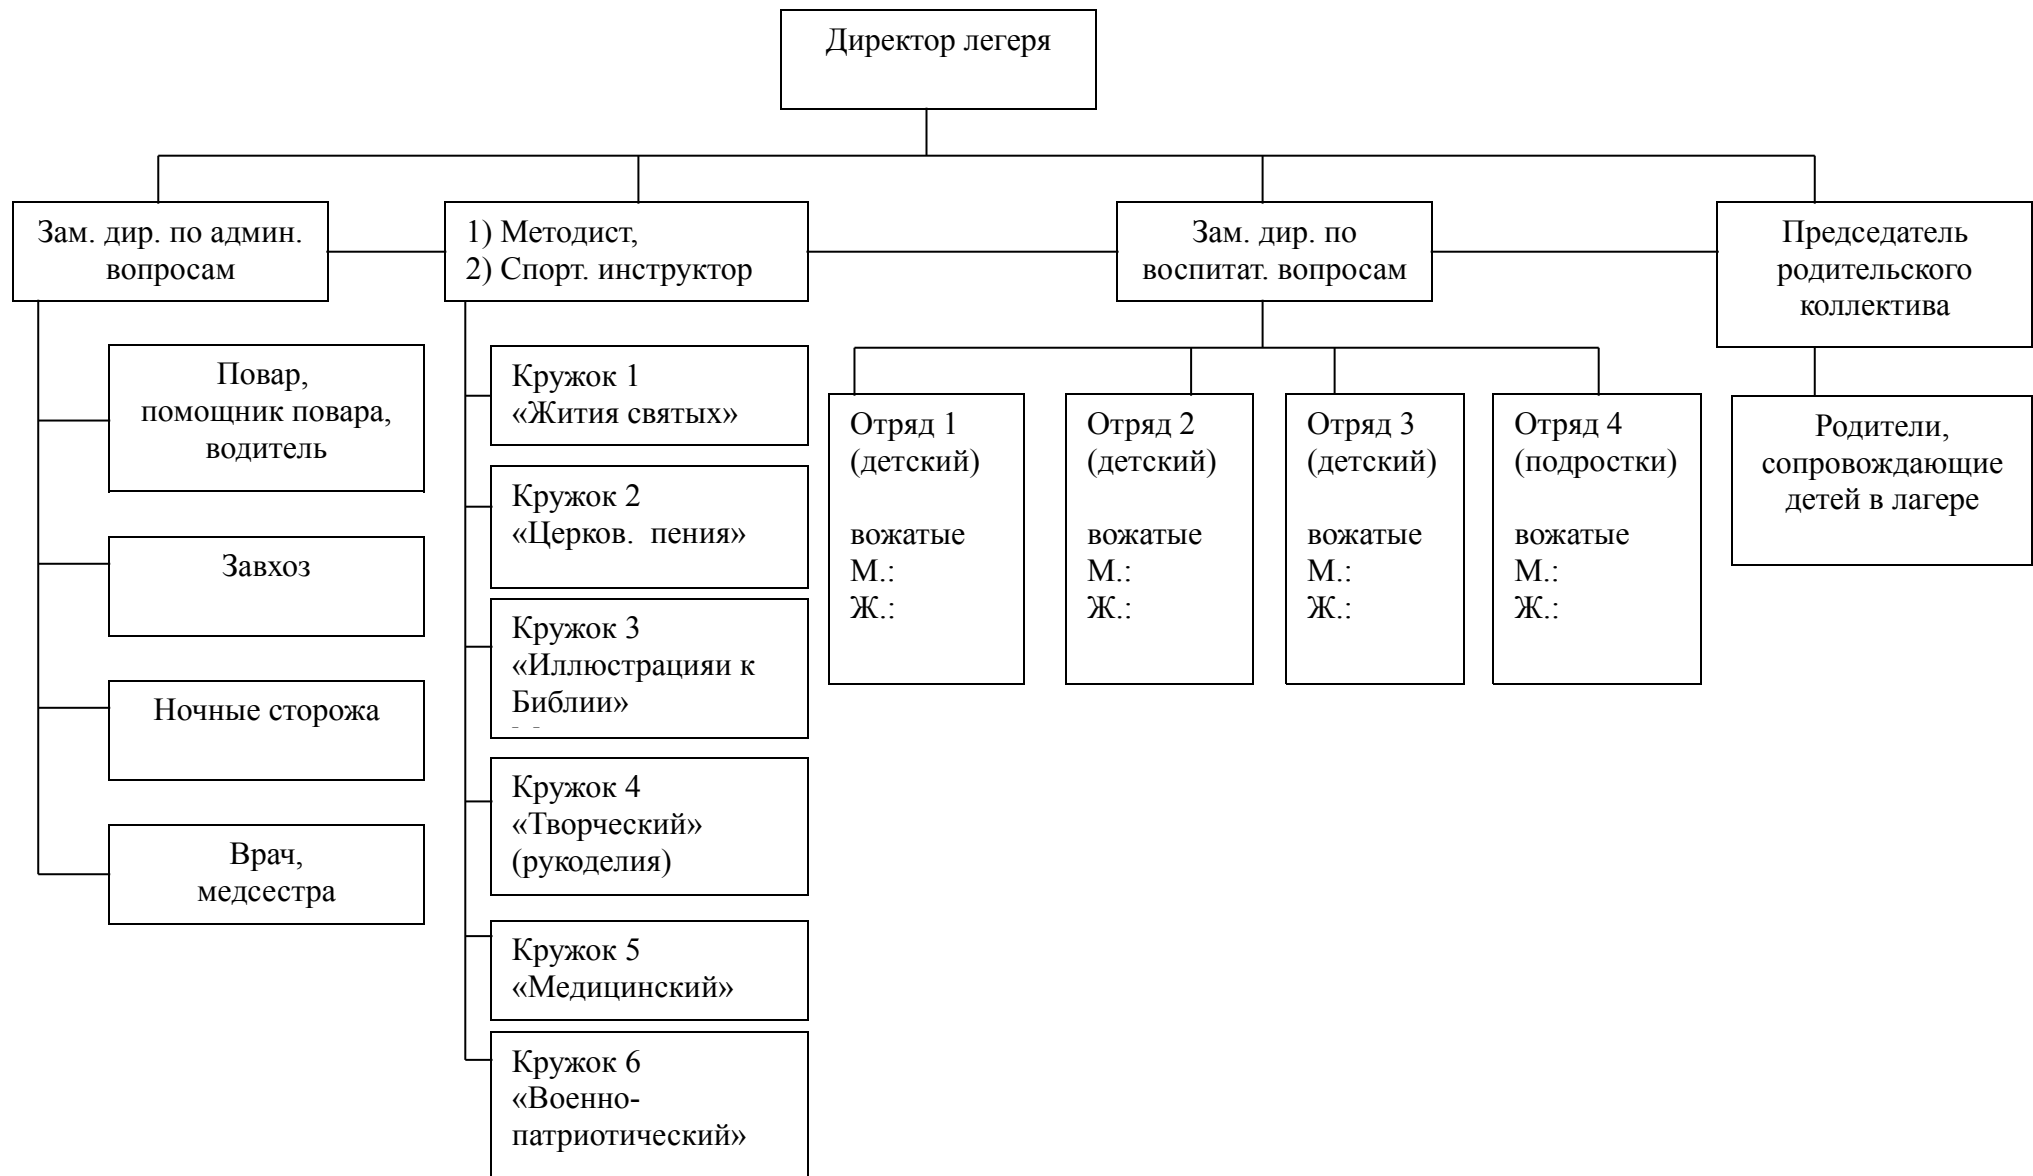 Директор легеря
Зам. дир. по админ.
вопросам
1) Методист,
2) Спорт. инструктор
Зам. дир. по
воспитат. вопросам
Председатель
родительского
коллектива
Повар,
помощник повара,
водитель
Завхоз
Ночные сторожа
Врач,
медсестра
Кружок 1
«Жития святых»
Кружок 2
«Церков.  пения»
Кружок 3
«Иллюстрацияи к
Библии»
Кружок 4
«Творческий»
(рукоделия)
Кружок 5
«Медицинский»
Кружок 6
«Военно-
патриотический»
Отряд 1
(детский)
вожатые
М.:
Ж.:
Отряд 2
(детский)
вожатые
М.:
Ж.:
Отряд 3
(детский)
вожатые
М.:
Ж.:
Отряд 4
(подростки)
вожатые
М.:
Ж.:
Родители,
сопровождающие
детей в лагере